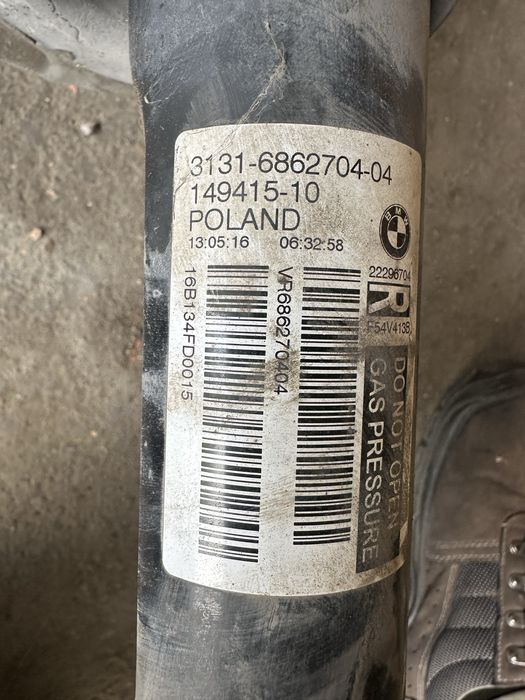 3131-6862704-04
149415-10
POLAND
13:05:16 06:32:58
BMW
22296704
R
F54V413B
16B134FD0015
VR686270404
DO NOT OPEN
GAS PRESSURE